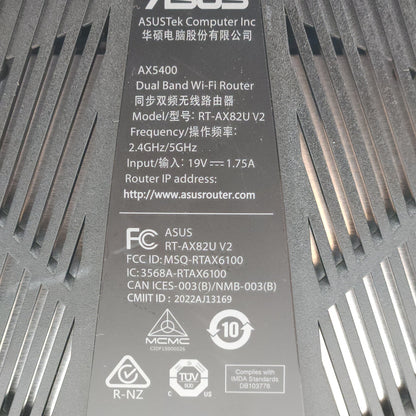 ASUS
ASUSTek Computer Inc
华硕电脑股份有限公司
AX5400
Dual Band Wi-Fi Router
同步双频无线路由器
Model/型号: RT-AX82U V2
Frequency/操作频率:
2.4GHz/5GHz
Input/输入: 19V ⎓ 1.75A
Router IP address:
http://www.asusrouter.com
FC ASUS
RT-AX82U V2
FCC ID: MSQ-RTAX6100
IC: 3568A-RTAX6100
CAN ICES-003(B)/NMB-003(B)
CMIIT ID: 2022AJ13169
MCMC
CIDF15000525
10
R-NZ
TÜV
SUD
C US
Complies with
IMDA Standards
DB103778